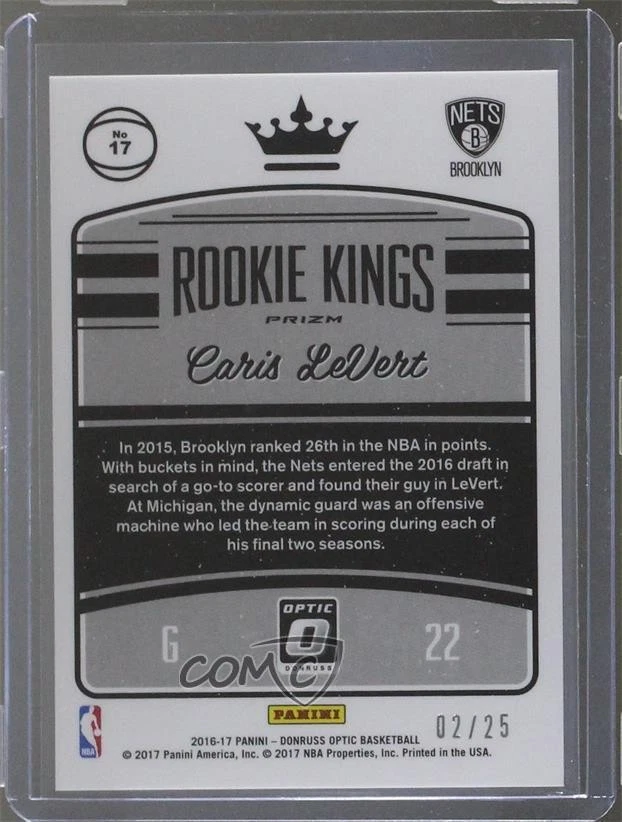 No
17
NETS
B
BROOKLYN
ROOKIE KINGS
PRIZM
Caris LeVert
In 2015, Brooklyn ranked 26th in the NBA in points.
With buckets in mind, the Nets entered the 2016 draft in
search of a go-to scorer and found their guy in LeVert.
At Michigan, the dynamic guard was an offensive
machine who led the team in scoring during each of
his final two seasons.
G
OPTIC
O
DONRUSS
22
COMC
PANINI
02/25
NBA
2016-17 PANINI – DONRUSS OPTIC BASKETBALL
© 2017 Panini America, Inc. © 2017 NBA Properties, Inc. Printed in the USA.